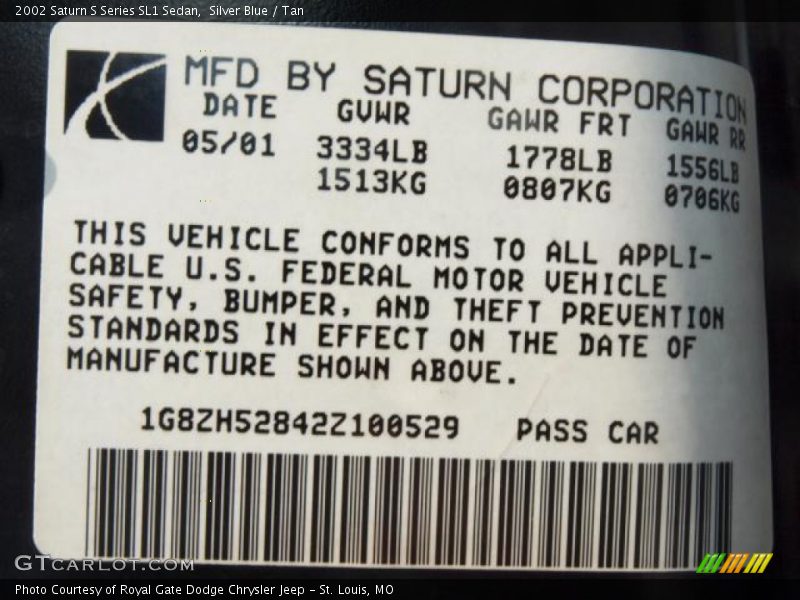 2002 Saturn S Series SL1 Sedan, Silver Blue / Tan
MFD BY SATURN CORPORATION
DATE GVWR GAWR FRT GAWR RR
05/01 3334LB 1778LB 1556LB
1513KG 0807KG 0706KG
THIS VEHICLE CONFORMS TO ALL APPLI-
CABLE U.S. FEDERAL MOTOR VEHICLE
SAFETY, BUMPER, AND THEFT PREVENTION
STANDARDS IN EFFECT ON THE DATE OF
MANUFACTURE SHOWN ABOVE.
1G8ZH52842Z100529 PASS CAR
GTCARLOT.COM
Photo Courtesy of Royal Gate Dodge Chrysler Jeep - St. Louis, MO